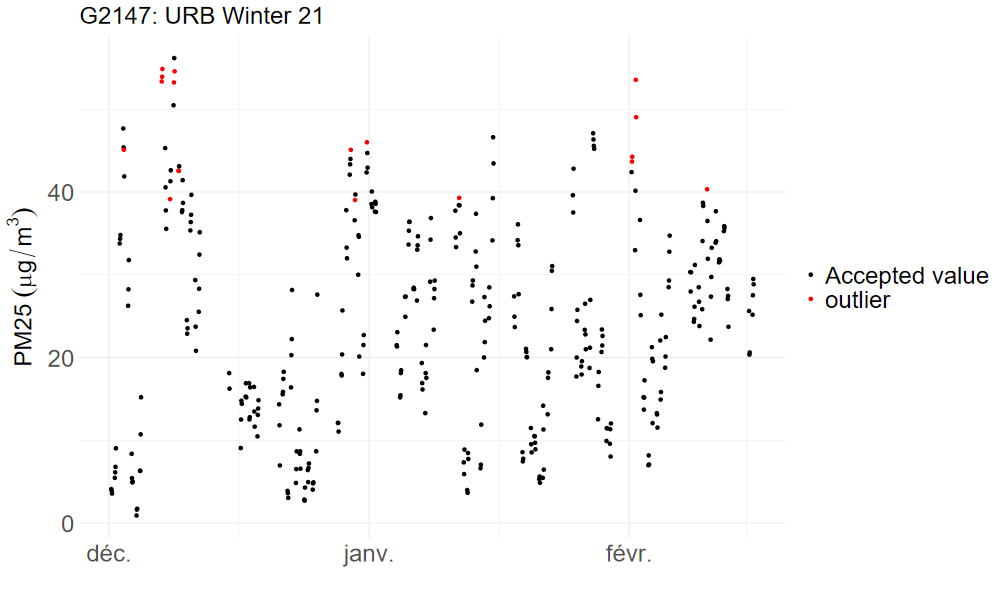 G2147: URB Winter 21
PM25 (μg/m³)
40
20
0
déc.
janv.
févr.
Accepted value
outlier